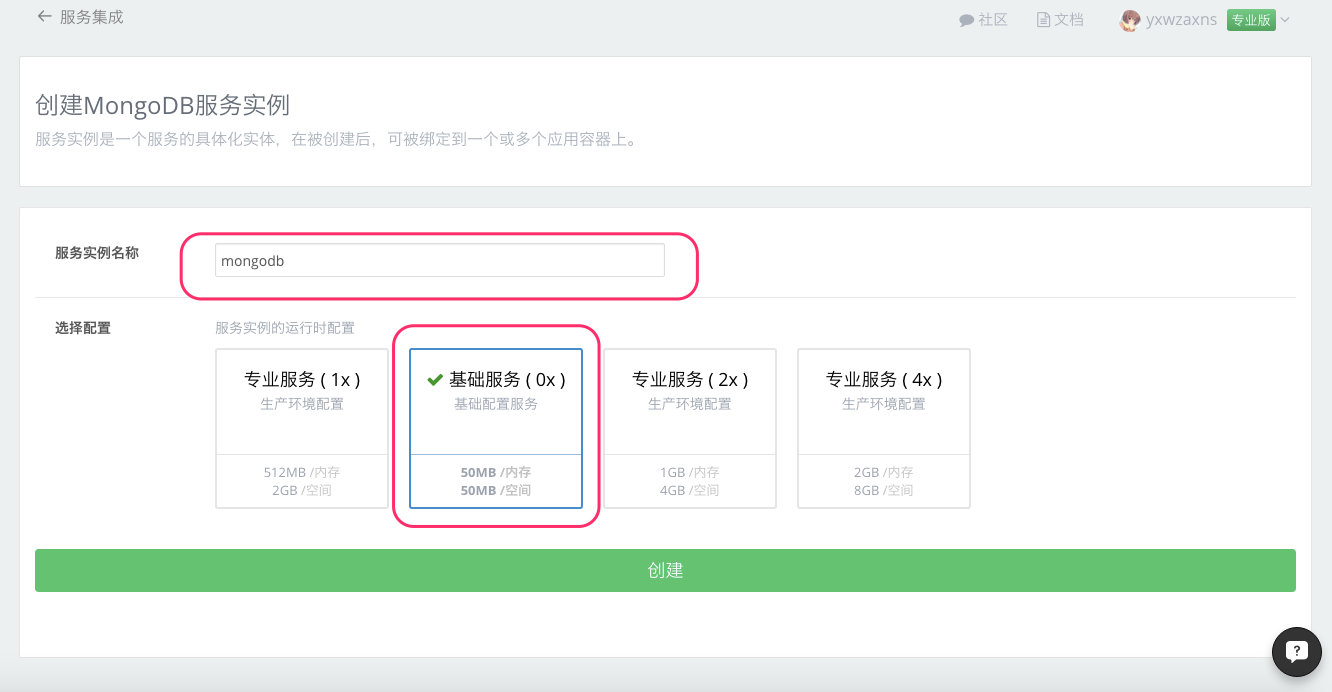 服务集成
社区
文档
yxwzaxns
专业版
创建MongoDB服务实例
服务实例是一个服务的具体化实体，在被创建后，可被绑定到一个或多个应用容器上。
服务实例名称
mongodb
选择配置
服务实例的运行时配置
专业服务 ( 1x )
生产环境配置
512MB /内存
2GB /空间
基础服务 ( 0x )
基础配置服务
50MB /内存
50MB /空间
专业服务 ( 2x )
生产环境配置
1GB /内存
4GB /空间
专业服务 ( 4x )
生产环境配置
2GB /内存
8GB /空间
创建
?